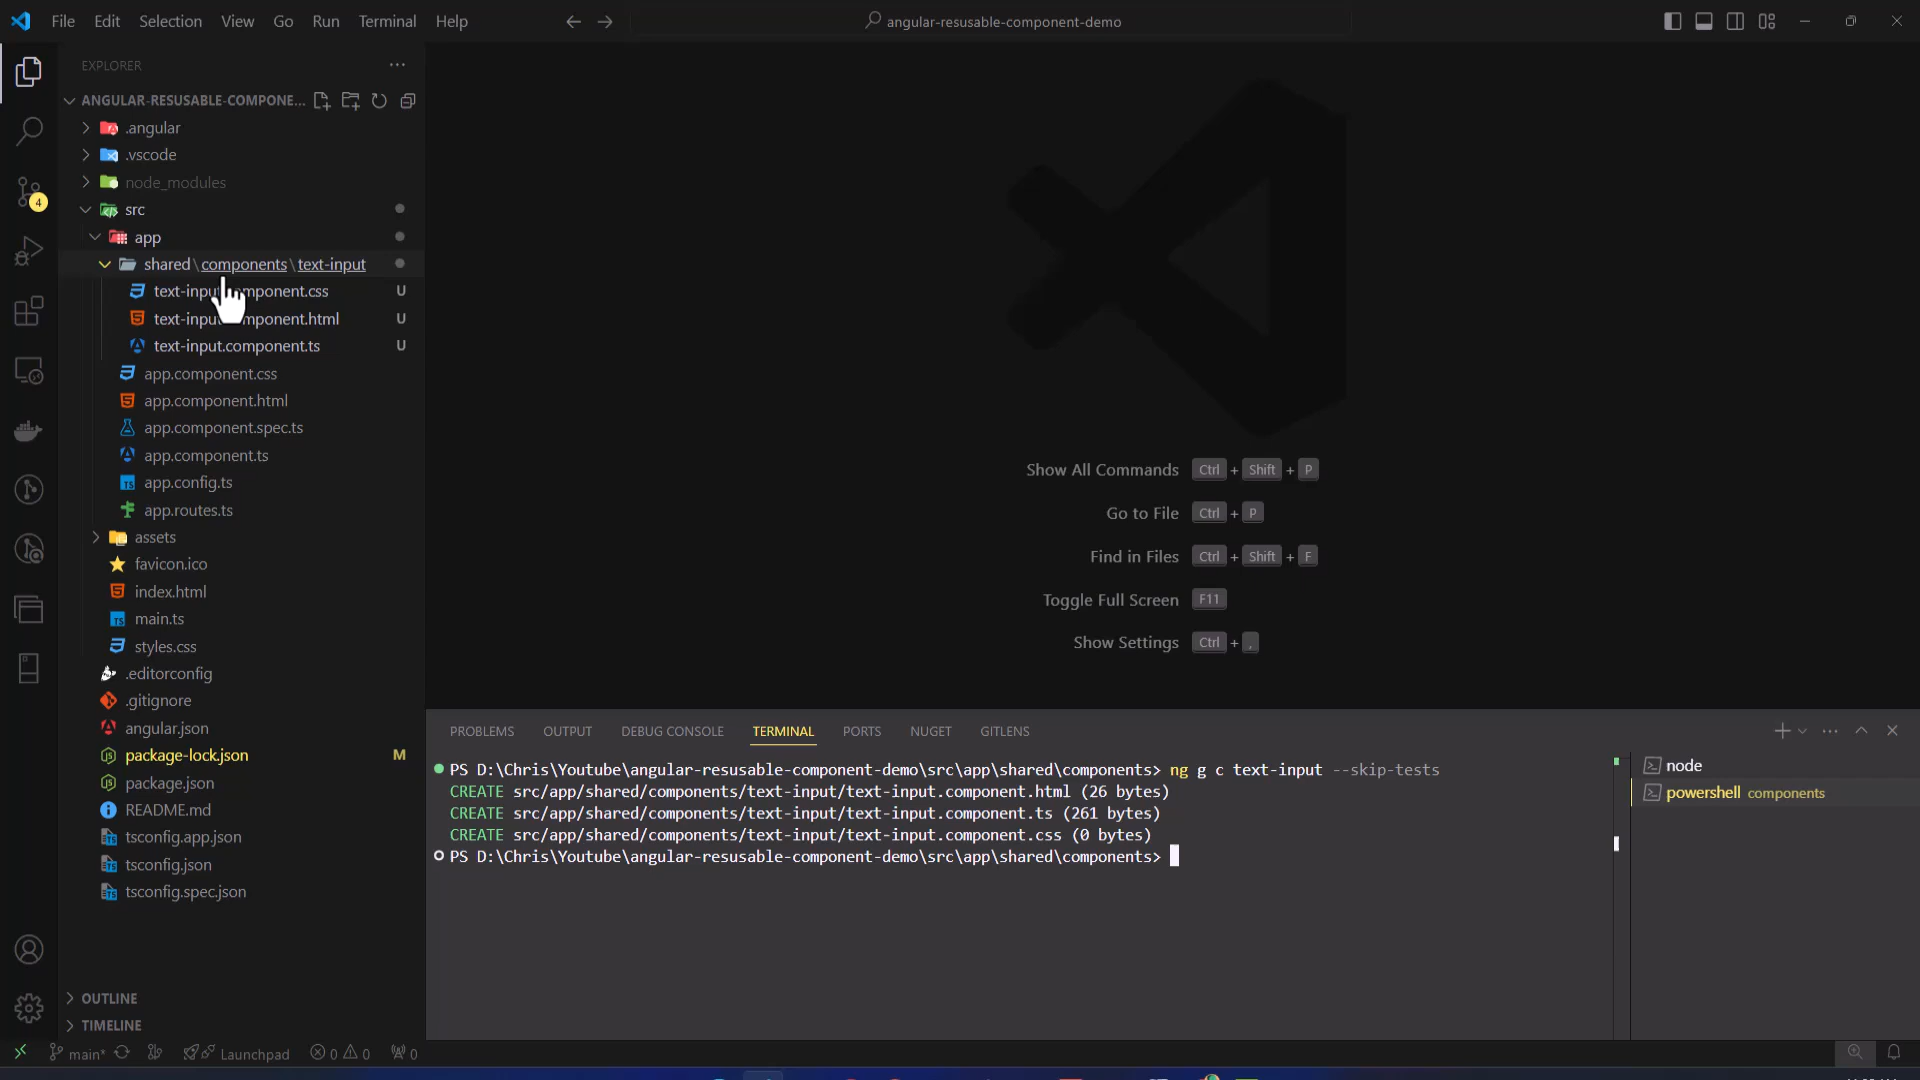 File Edit Selection View Go Run Terminal Help
angular-resusable-component-demo
EXPLORER
ANGULAR-RESUSABLE-COMPONE...
.angular
.vscode
node_modules
4
src
app
shared\components\text-input
text-input.component.css U
text-input.component.html U
text-input.component.ts U
app.component.css
app.component.html
app.component.spec.ts
app.component.ts
app.config.ts
app.routes.ts
assets
favicon.ico
index.html
main.ts
styles.css
.editorconfig
.gitignore
angular.json
package-lock.json M
package.json
README.md
tsconfig.app.json
tsconfig.json
tsconfig.spec.json
OUTLINE
TIMELINE
Show All Commands Ctrl + Shift + P
Go to File Ctrl + P
Find in Files Ctrl + Shift + F
Toggle Full Screen F11
Show Settings Ctrl + ,
PROBLEMS OUTPUT DEBUG CONSOLE TERMINAL PORTS NUGET GITLENS
PS D:\Chris\Youtube\angular-resusable-component-demo\src\app\shared\components> ng g c text-input --skip-tests
CREATE src/app/shared/components/text-input/text-input.component.html (26 bytes)
CREATE src/app/shared/components/text-input/text-input.component.ts (261 bytes)
CREATE src/app/shared/components/text-input/text-input.component.css (0 bytes)
PS D:\Chris\Youtube\angular-resusable-component-demo\src\app\shared\components>
node
powershell components
main* Launchpad 0 0 0